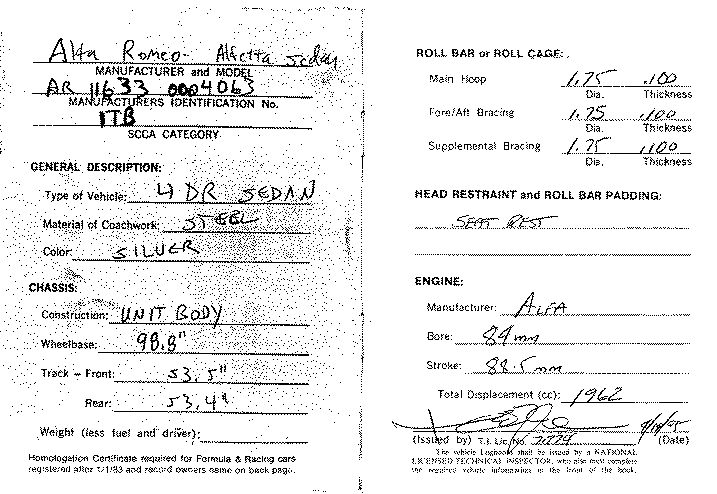 Alfa Romeo- Alfetta sedan
MANUFACTURER and MODEL
AR 11633 0004063
MANUFACTURERS IDENTIFICATION No.
ITB
SCCA CATEGORY
GENERAL DESCRIPTION:
Type of Vehicle: 4 DR SEDAN
Material of Coachwork: STEEL
Color: SILVER
CHASSIS:
Construction: UNIT BODY
Wheelbase: 98.8"
Track – Front: 53.5"
Rear: 53.4"
Weight (less fuel and driver):
Homologation Certificate required for Formula & Racing cars
registered after 1/1/83 and record owners name on back page.
ROLL BAR or ROLL CAGE:
Main Hoop 1.75 .100
Dia. Thickness
Fore/Aft Bracing 1.75 .100
Dia. Thickness
Supplemental Bracing 1.75 .100
Dia. Thickness
HEAD RESTRAINT and ROLL BAR PADDING:
SEAT REST
ENGINE:
Manufacturer: ALFA
Bore: 84 mm
Stroke: 88.5 mm
Total Displacement (cc): 1962
(Issued by) T.I. Lic. No. (Date)
The vehicle Logbooks shall be issued by a NATIONAL
LICENSED TECHNICAL INSPECTOR, who also must complete
the required vehicle information in the front of the book.